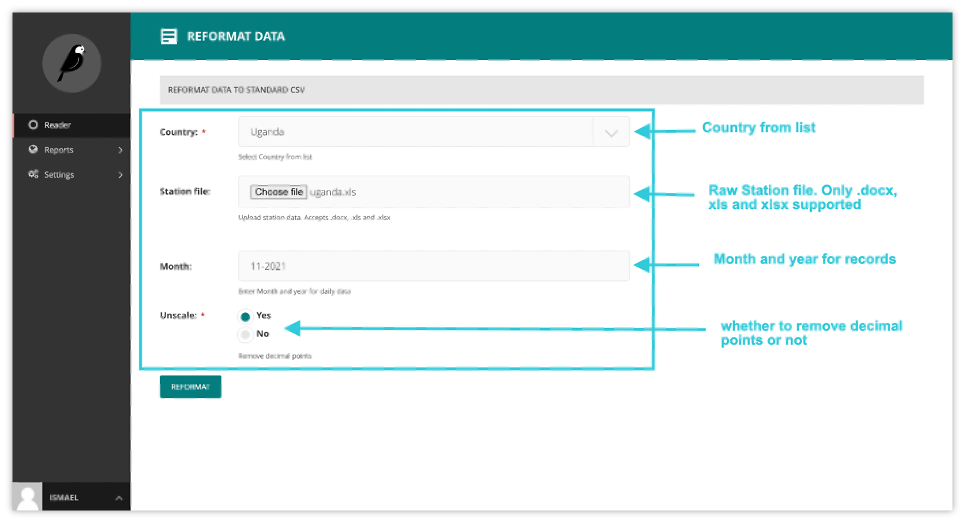 REFORMAT DATA
REFORMAT DATA TO STANDARD CSV
Reader
Reports
Settings
Country: *
Uganda
Select Country from list
Country from list
Station file:
Choose file uganda.xls
Upload station data. Accepts .docx, .xls and .xlsx
Raw Station file. Only .docx,
xls and xlsx supported
Month:
11-2021
Enter Month and year for daily data
Month and year for records
Unscale: *
Yes
No
Remove decimal points
whether to remove decimal
points or not
REFORMAT
ISMAEL